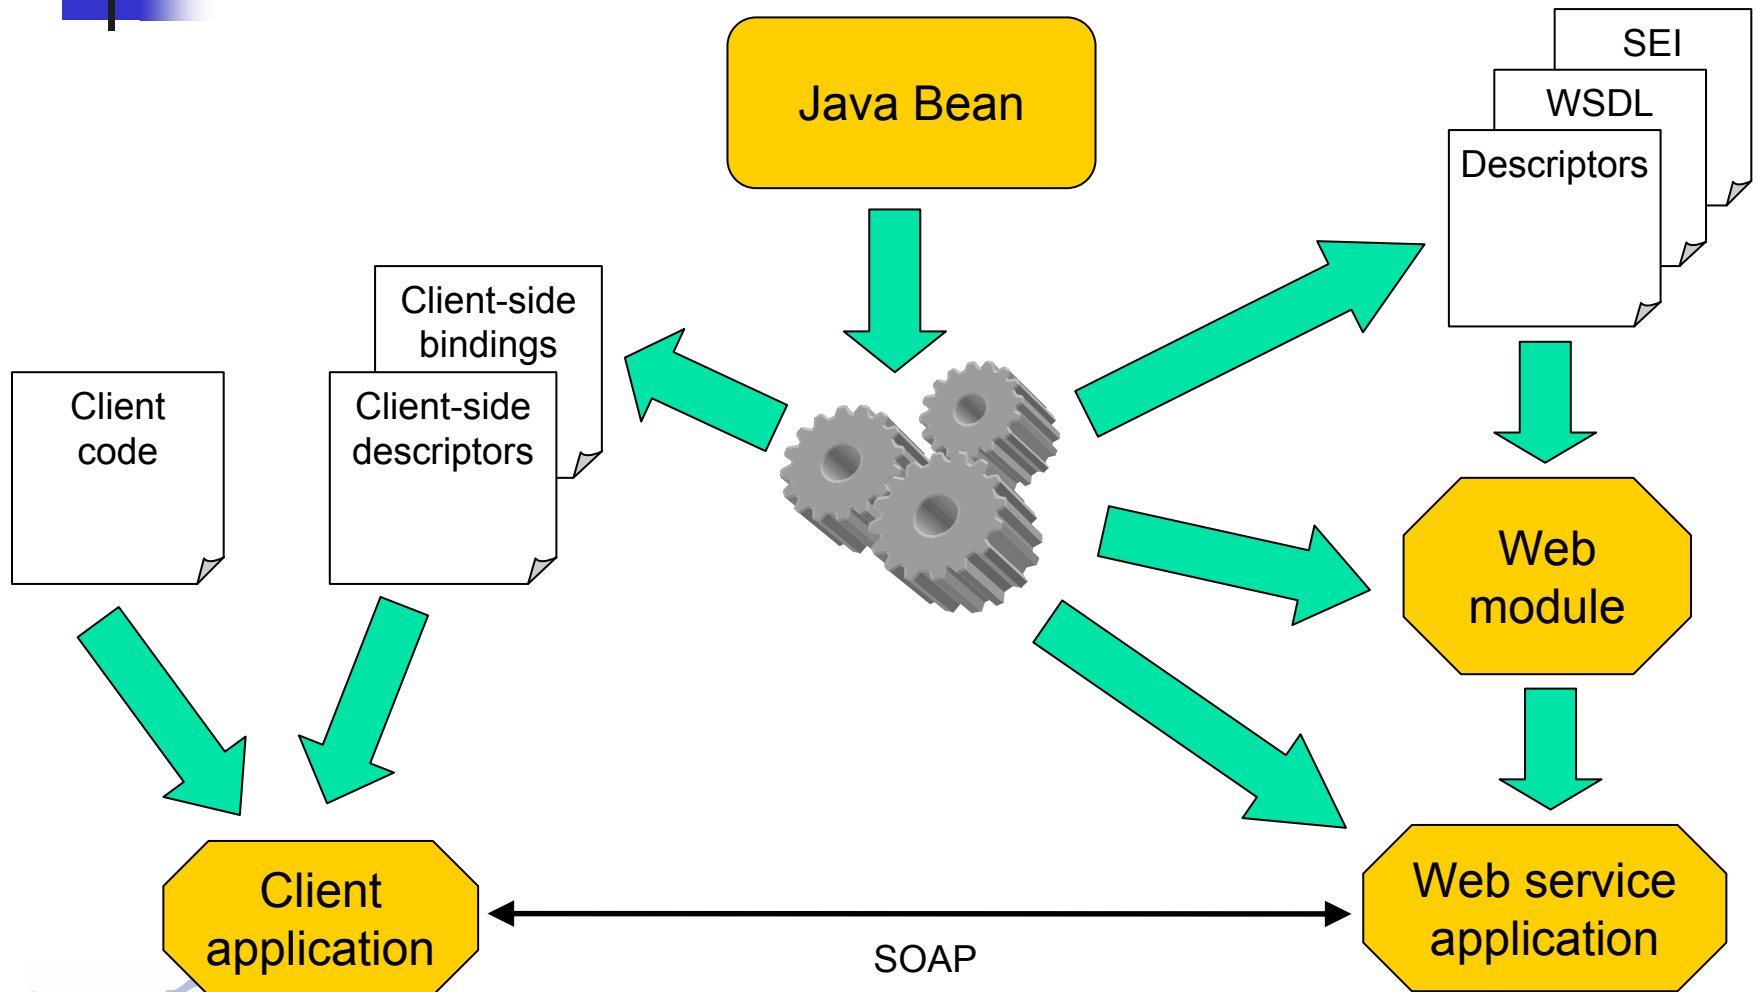 Java Bean
SEI
WSDL
Descriptors
Client-side
bindings
Client
code
Client-side
descriptors
Web
module
Client
application
SOAP
Web service
application